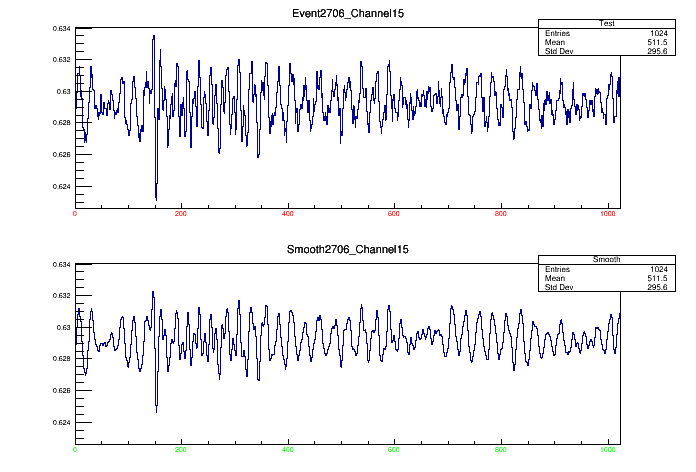 Event2706_Channel15
Test
Entries 1024
Mean 511.5
Std Dev 295.6
0.634
0.632
0.63
0.628
0.626
0.624
0 200 400 600 800 1000
Smooth2706_Channel15
Smooth
Entries 1024
Mean 511.5
Std Dev 295.6
0.634
0.632
0.63
0.628
0.626
0.624
0 200 400 600 800 1000